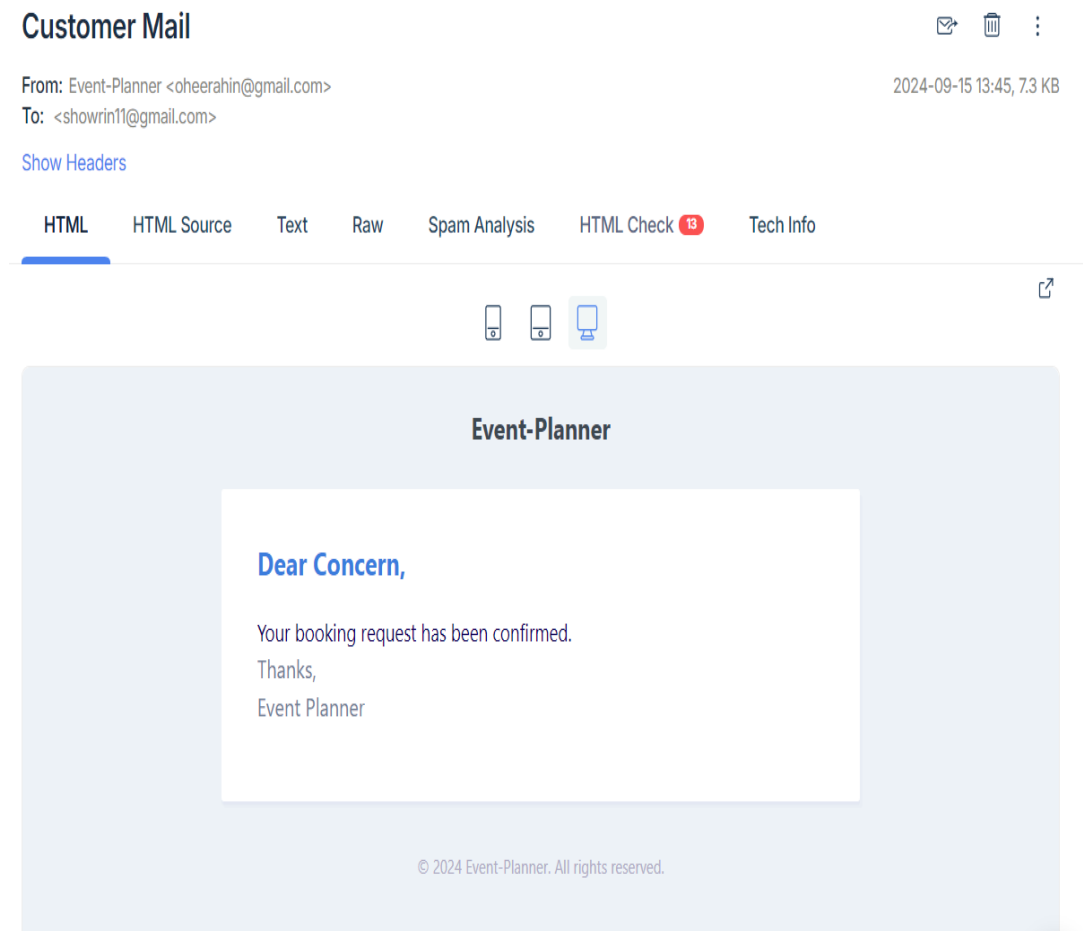 Customer Mail
From: Event-Planner <oheerahin@gmail.com>
2024-09-15 13:45, 7.3 KB
To: <showrin11@gmail.com>
Show Headers
HTML HTML Source Text Raw Spam Analysis HTML Check 13 Tech Info
Event-Planner
Dear Concern,
Your booking request has been confirmed.
Thanks,
Event Planner
© 2024 Event-Planner. All rights reserved.